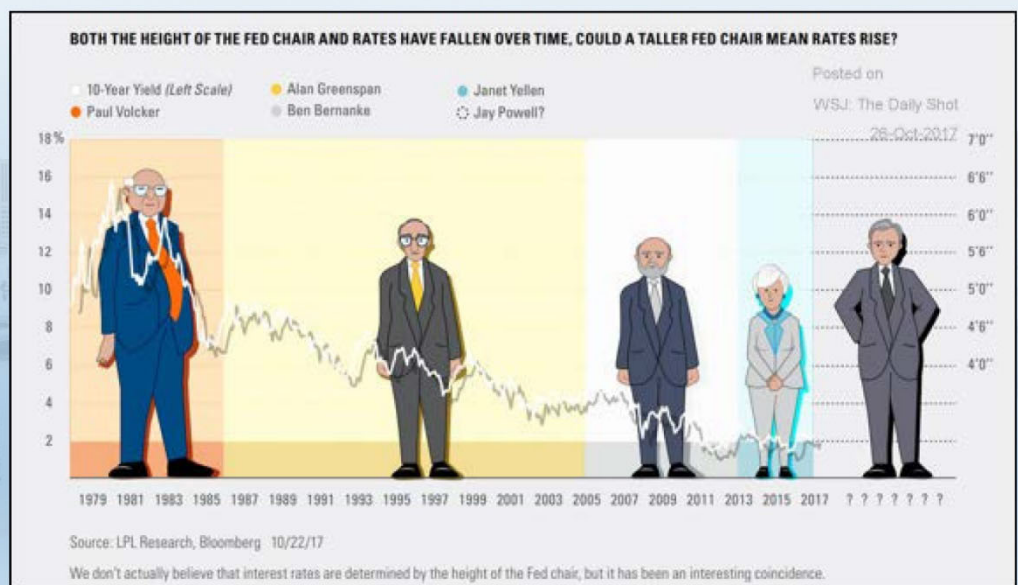 BOTH THE HEIGHT OF THE FED CHAIR AND RATES HAVE FALLEN OVER TIME, COULD A TALLER FED CHAIR MEAN RATES RISE?
10-Year Yield (Left Scale)
Alan Greenspan
Janet Yellen
Paul Volcker
Ben Bernanke
Jay Powell?
Posted on
WSJ: The Daily Shot
26-Oct-2017
18%
16
14
12
10
8
6
4
2
7'0"
6'6"
6'0"
5'6"
5'0"
4'6"
4'0"
1979 1981 1983 1985 1987 1989 1991 1993 1995 1997 1999 2001 2003 2005 2007 2009 2011 2013 2015 2017 ? ? ? ? ? ? ?
Source: LPL Research, Bloomberg 10/22/17
We don't actually believe that interest rates are determined by the height of the Fed chair, but it has been an interesting coincidence.